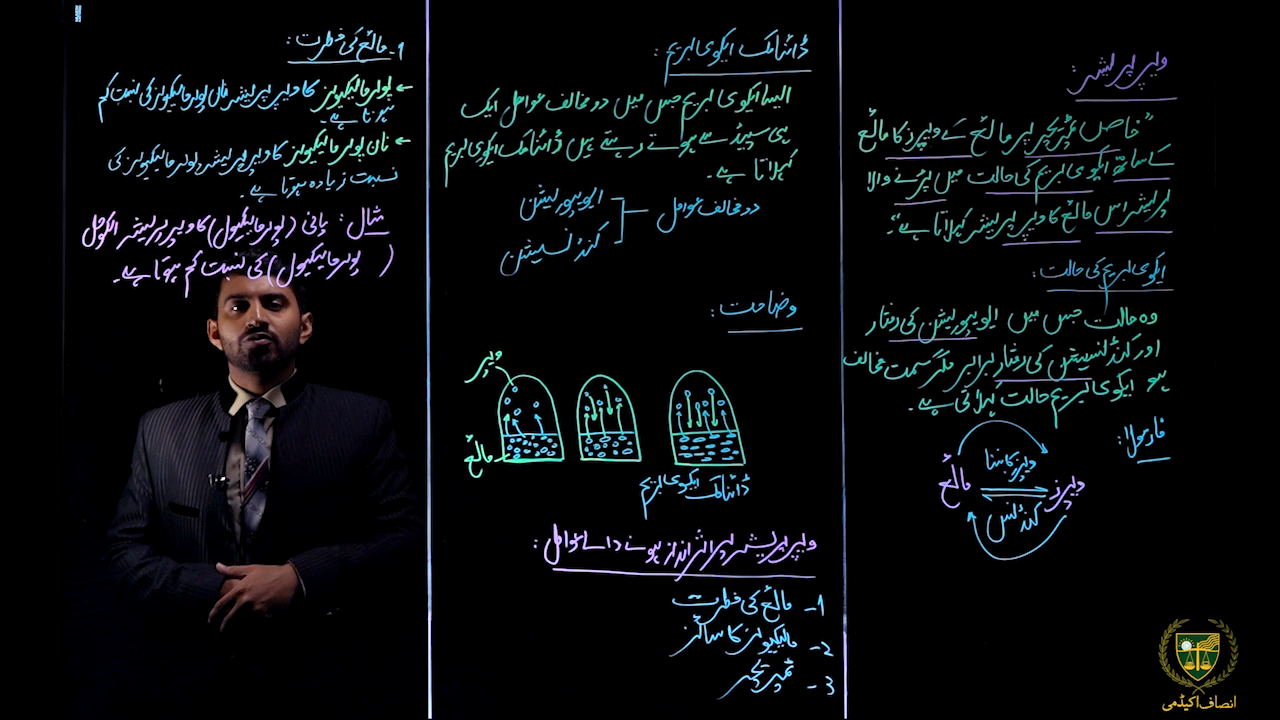 ویپر پریشر:
"خاص ٹمپریچر پر مائع کے ویپرز کا مائع
کے ساتھ ایکوی لبریم کی حالت میں پڑنے والا
پریشر اس مائع کا ویپر پریشر کہلاتا ہے"۔
ایکوی لبریم کی حالت:
وہ حالت جس میں ایویپوریشن کی رفتار
اور کنڈنسیشن کی رفتار برابر مگر سمت مخالف
ہو ایکوی لبریم حالت کہلاتی ہے۔
فارمولا:
مائع
ویپرز کا بننا
ویپرز
کنڈنس
ڈائنامک ایکوی لبریم:
ایسا ایکوی لبریم جس میں دو مخالف عوامل ایک
ہی سپیڈ سے ہوتے رہتے ہیں ڈائنامک ایکوی لبریم
کہلاتا ہے۔
دو مخالف عوامل
ایویپوریشن
کنڈنسیشن
وضاحت:
ویپر
مائع
ڈائنامک ایکوی لبریم
ویپر پریشر پر اثر انداز ہونے والے عوامل:
1- مائع کی فطرت
2- مالیکیولز کا سائز
3- ٹمپریچر
1- مائع کی فطرت:
← پولر مالیکیولز کا ویپر پریشر نان پولر مالیکیولز کی نسبت کم
ہوتا ہے۔
← نان پولر مالیکیولز کا ویپر پریشر پولر مالیکیولز کی
نسبت زیادہ ہوتا ہے۔
مثال: پانی (پولر مالیکیول) کا ویپر پریشر الکوحل
(پولر مالیکیول) کی نسبت کم ہوتا ہے۔
انصاف اکیڈمی